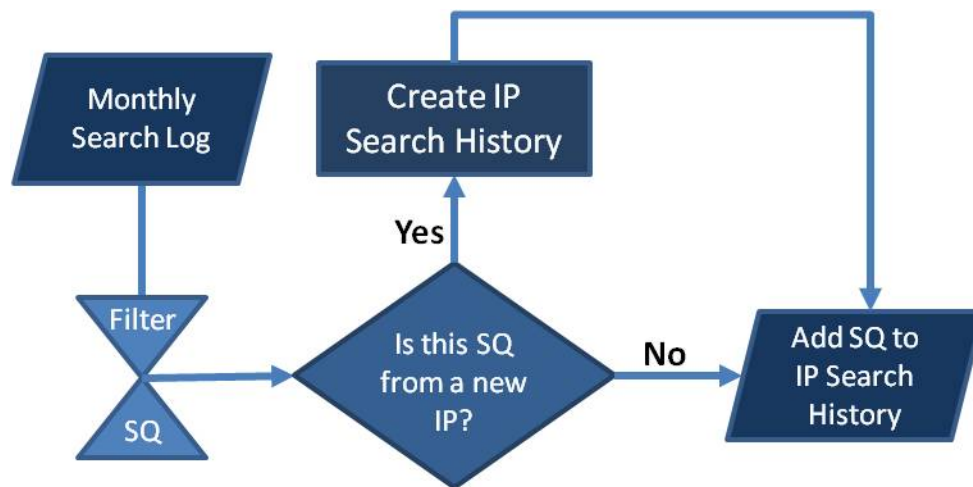 Monthly
Search Log
Create IP
Search History
Yes
Filter
SQ
Is this SQ
from a new
IP?
No
Add SQ to
IP Search
History